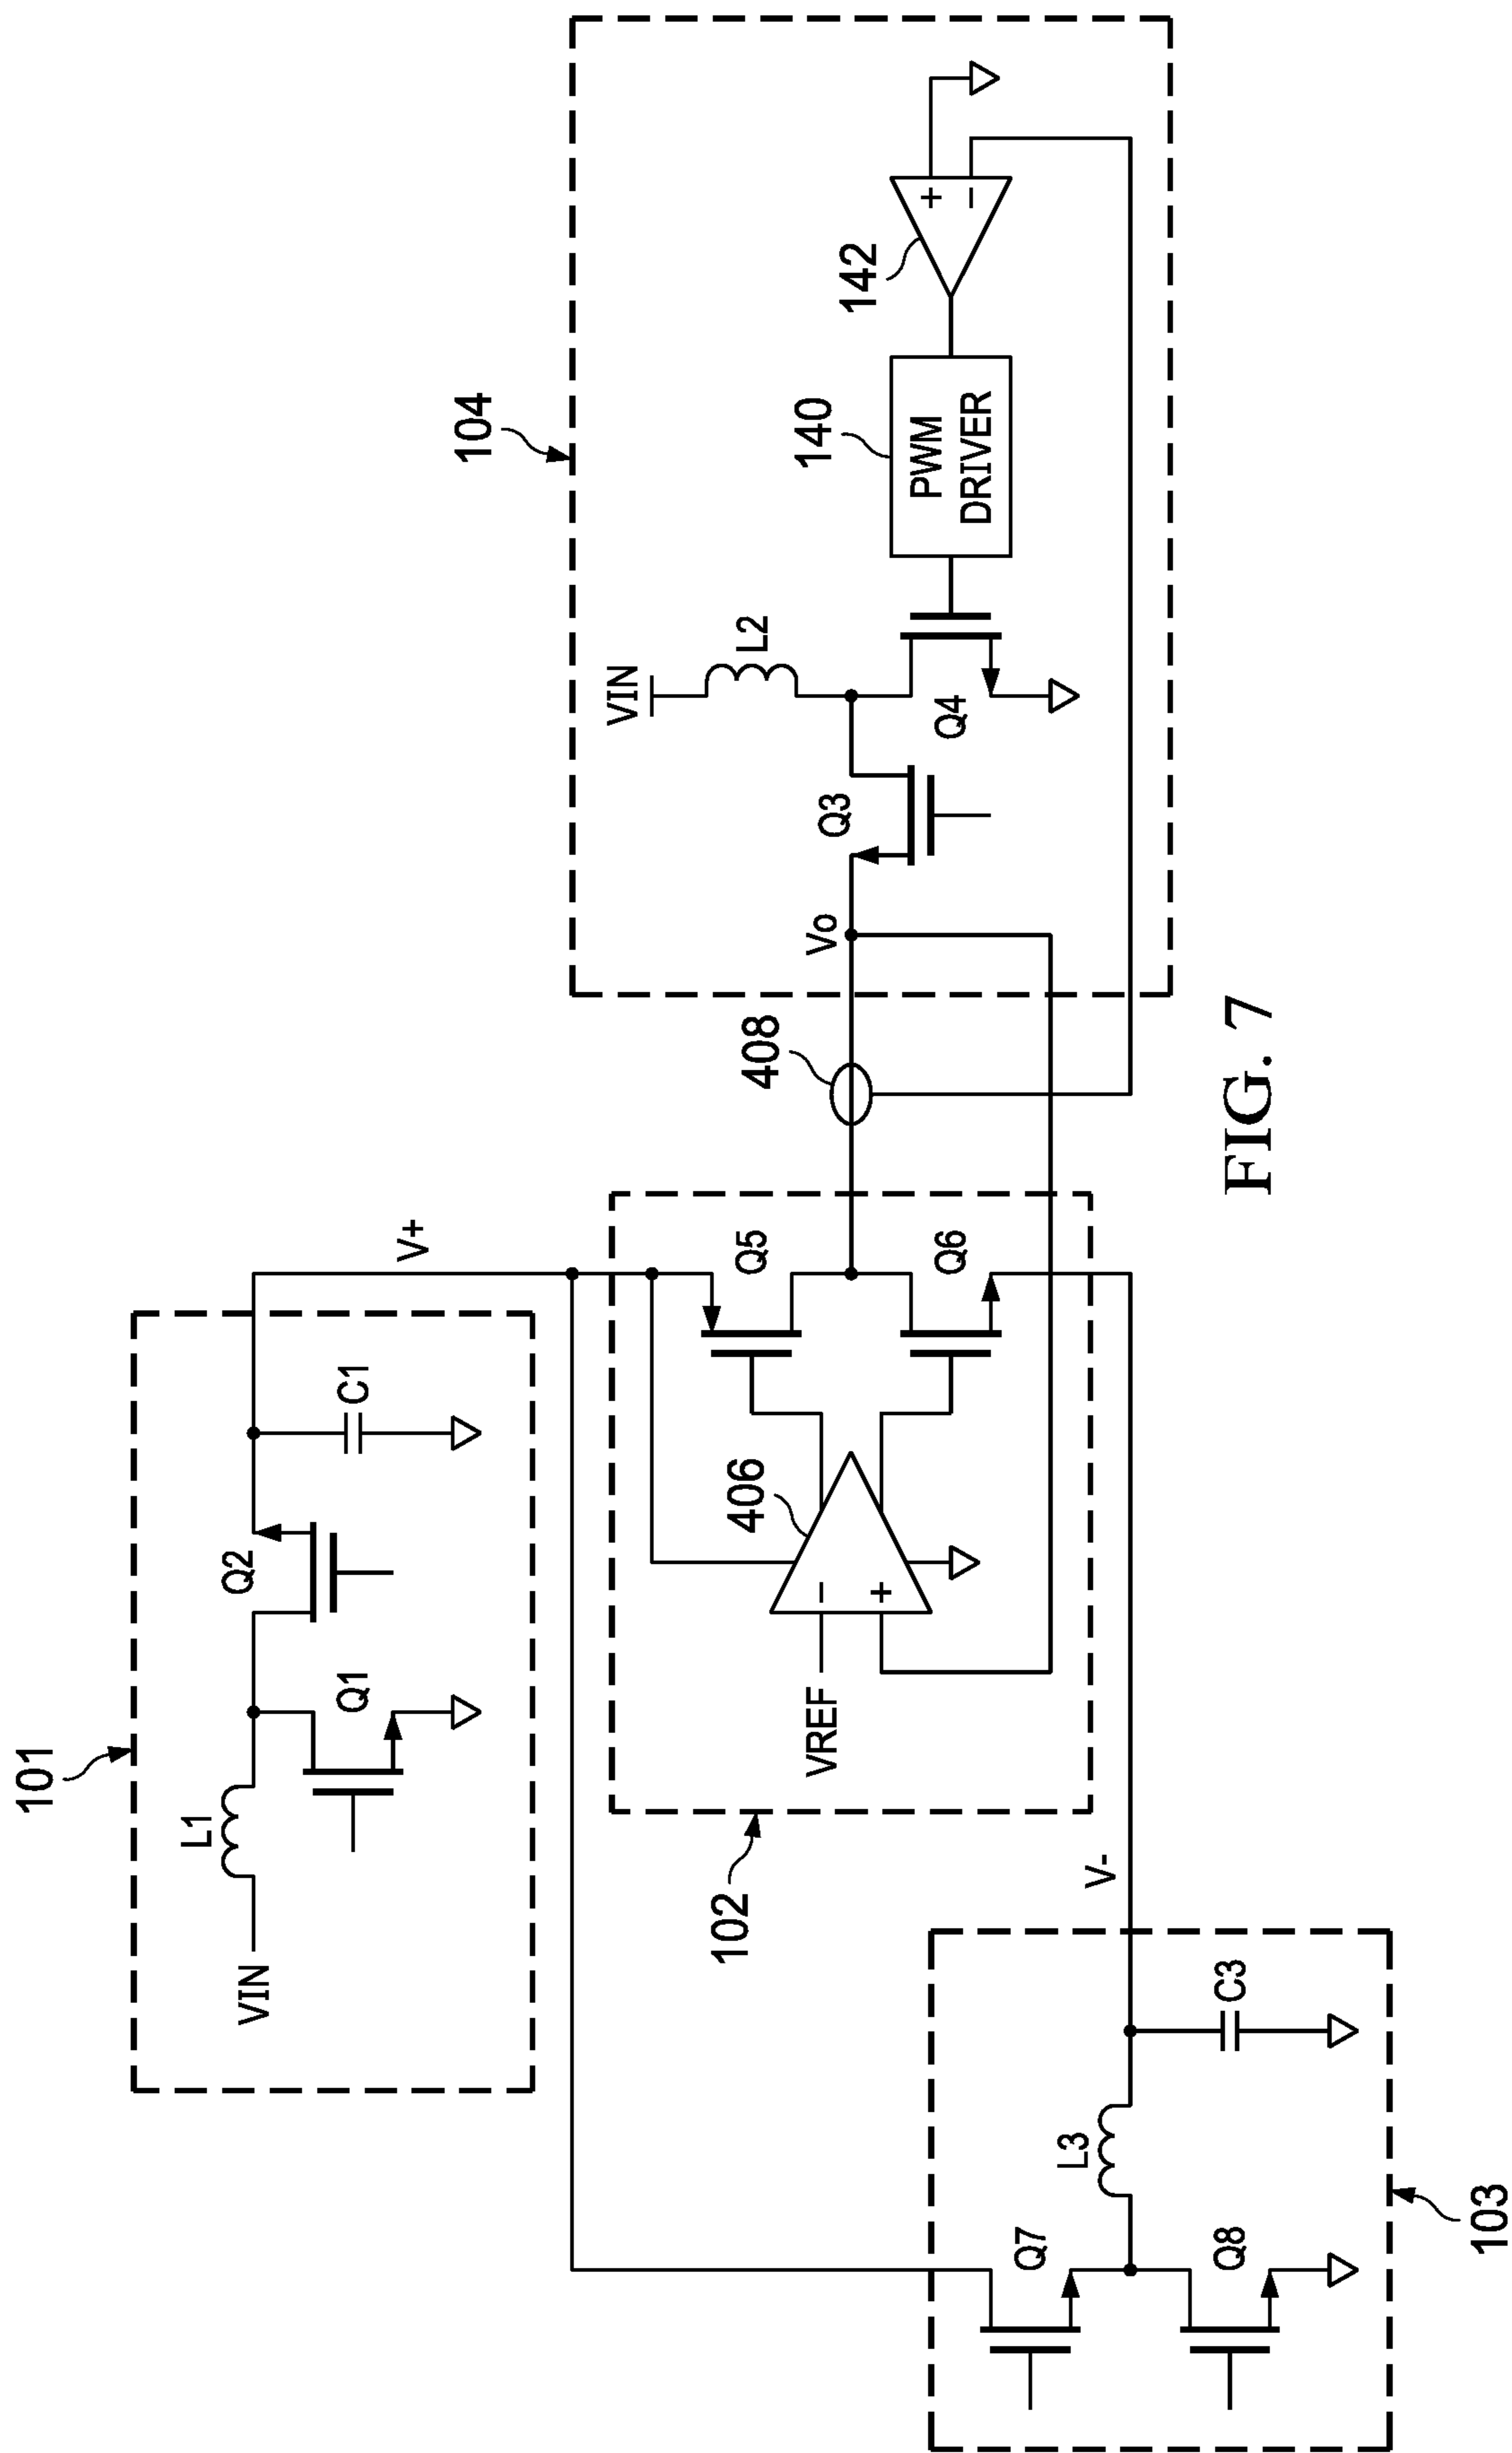 101
VIN
L1
Q1
Q2
C1
V+
102
VREF
406
−
+
Q5
Q6
408
104
Vo
Q3
VIN
L2
Q4
140
PWM
DRIVER
142
+
−
103
Q7
Q8
L3
C3
V-
FIG. 7